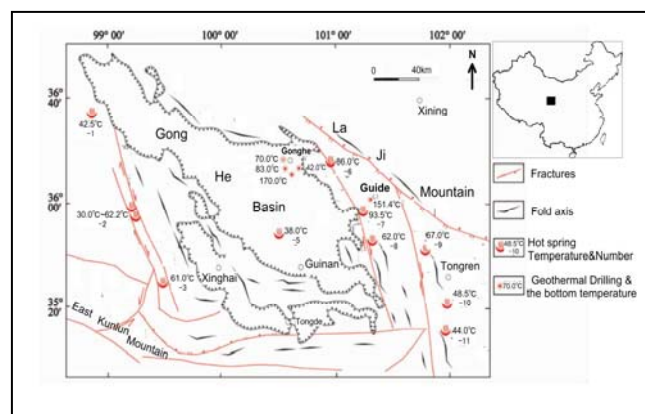 99° 00'
100° 00'
101° 00'
102° 00'
36°
40'
36°
00'
35°
20'
0
40km
N
Xining
42.5°C
-1
Gong
La
Ji
Mountain
Gonghe
70.0°C
83.0°C
170.0°C
86.0°C
-6
He
Basin
Guide
151.4°C
93.5°C
-7
30.0°C~62.2°C
-2
38.0°C
-5
62.0°C
-8
67.0°C
-9
61.0°C
-3
Xinghai
Guinan
Tongren
48.5°C
-10
Tongde
44.0°C
-11
East Kunlun
Mountain
Fractures
Fold axis
48.5°C
-10
Hot spring
Temperature&Number
70.0°C
Geothermal Drilling &
the bottom temperature